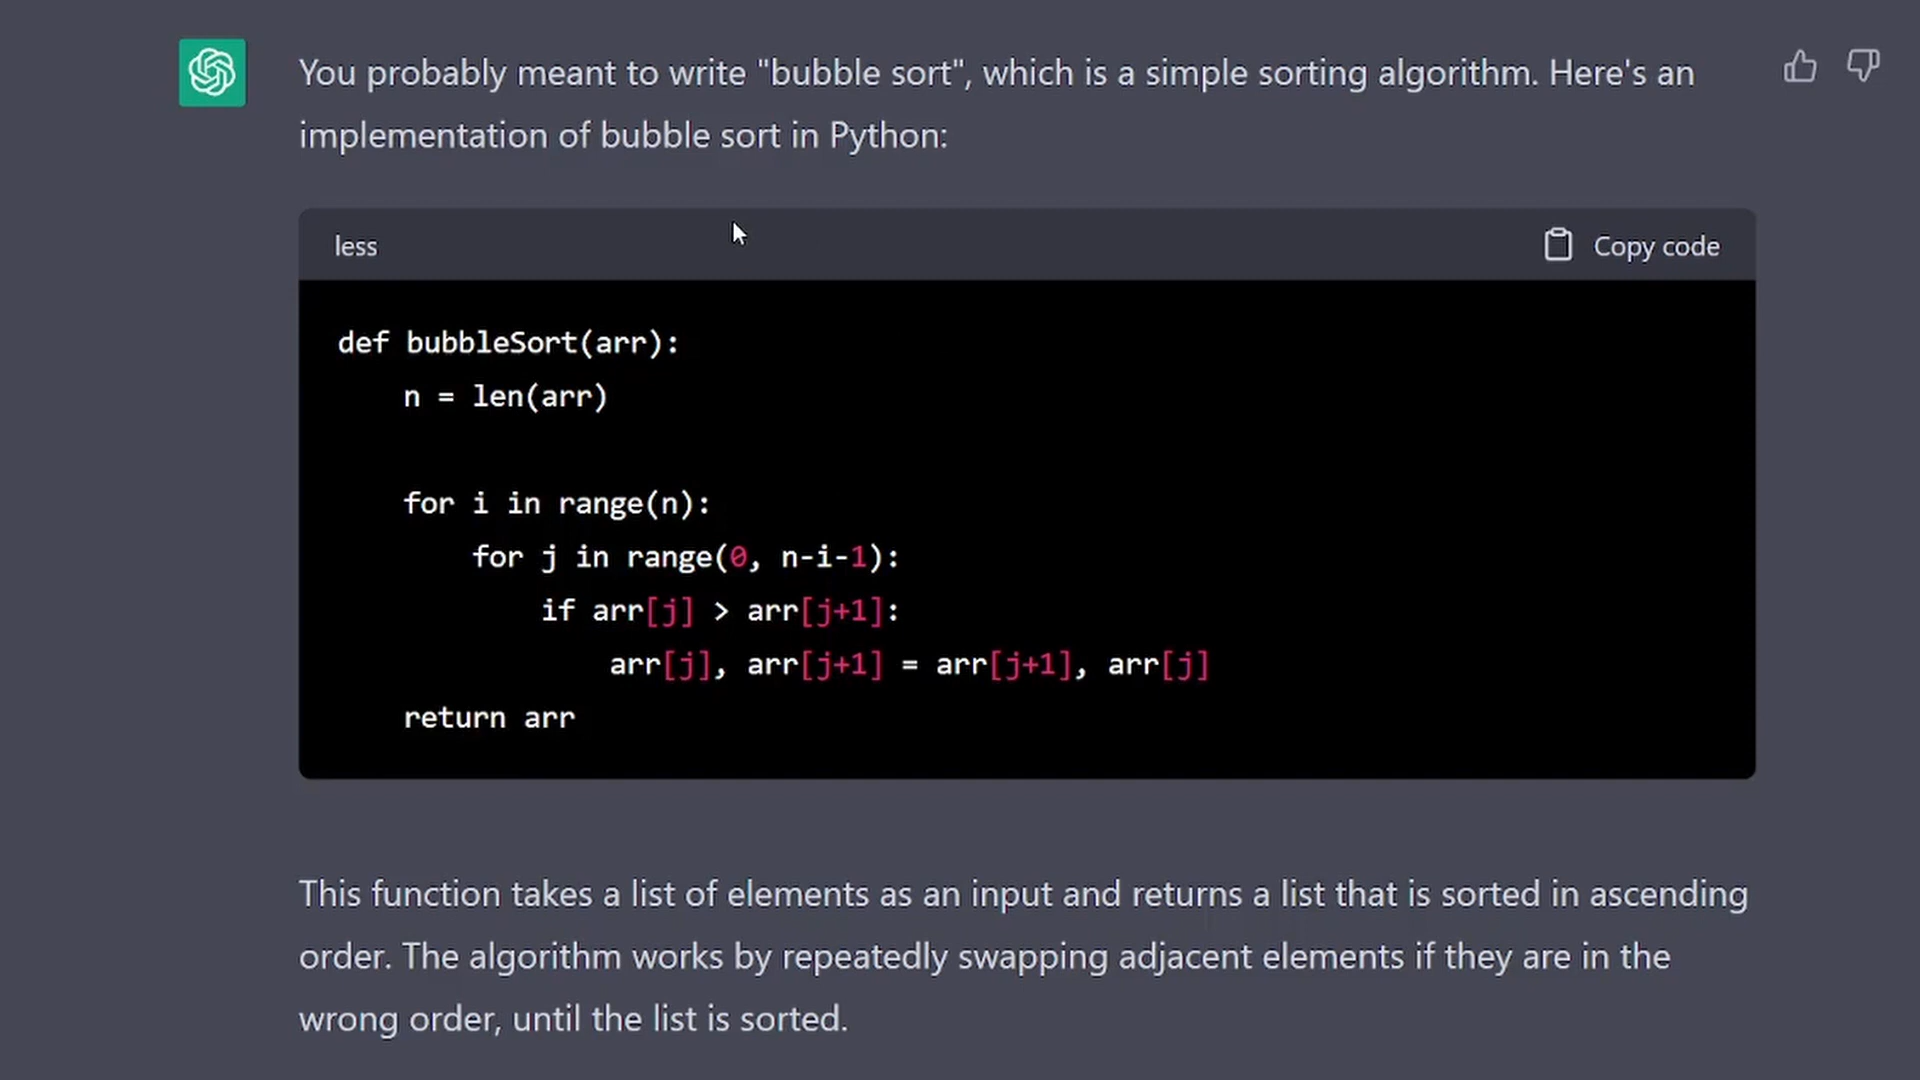 You probably meant to write "bubble sort", which is a simple sorting algorithm. Here's an
implementation of bubble sort in Python:
less
Copy code
def bubbleSort(arr):
    n = len(arr)
    for i in range(n):
        for j in range(0, n-i-1):
            if arr[j] > arr[j+1]:
                arr[j], arr[j+1] = arr[j+1], arr[j]
    return arr
This function takes a list of elements as an input and returns a list that is sorted in ascending
order. The algorithm works by repeatedly swapping adjacent elements if they are in the
wrong order, until the list is sorted.